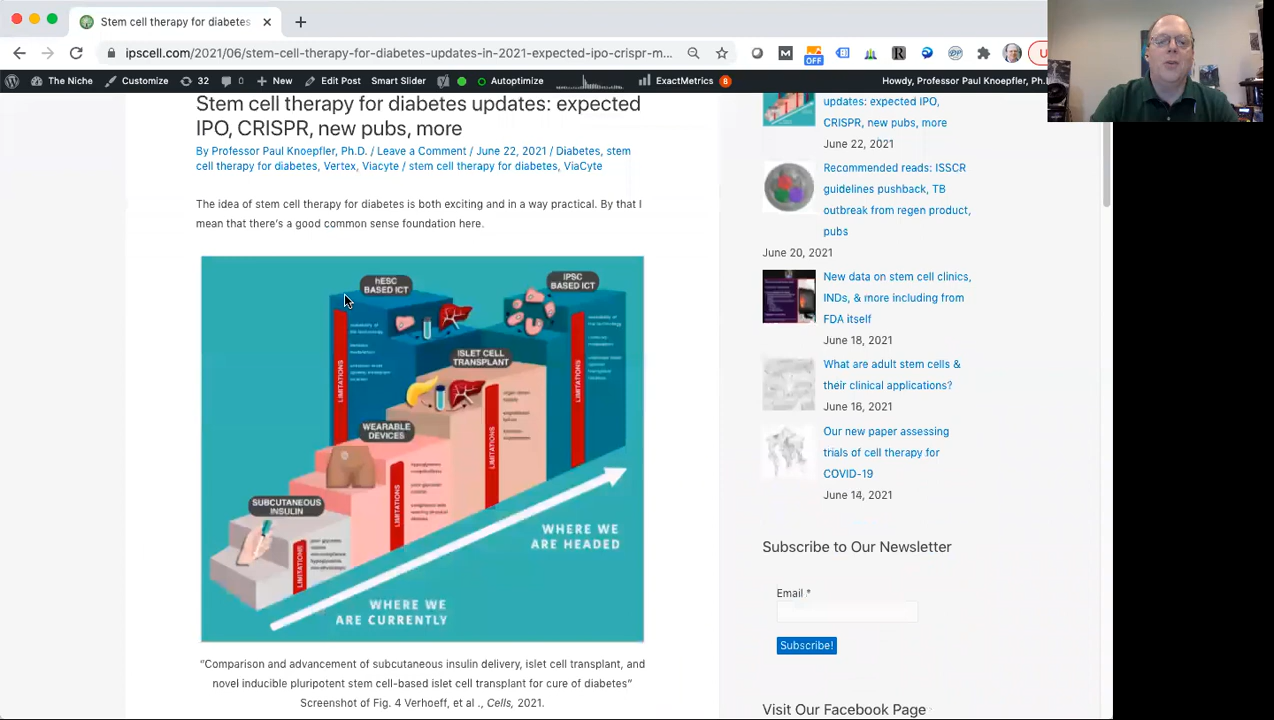 Stem cell therapy for diabetes
ipscell.com/2021/06/stem-cell-therapy-for-diabetes-updates-in-2021-expected-ipo-crispr-m...
OFF
The Niche
Customize
32
0
New
Edit Post
Smart Slider
Autoptimize
ExactMetrics
8
Howdy, Professor Paul Knoepfler, Ph.
Stem cell therapy for diabetes updates: expected
IPO, CRISPR, new pubs, more
By Professor Paul Knoepfler, Ph.D. / Leave a Comment / June 22, 2021 / Diabetes, stem
cell therapy for diabetes, Vertex, Viacyte / stem cell therapy for diabetes, ViaCyte
The idea of stem cell therapy for diabetes is both exciting and in a way practical. By that I
mean that there's a good common sense foundation here.
hESC
BASED ICT
iPSC
BASED ICT
ISLET CELL
TRANSPLANT
WEARABLE
DEVICES
SUBCUTANEOUS
INSULIN
LIMITATIONS
LIMITATIONS
LIMITATIONS
LIMITATIONS
LIMITATIONS
WHERE WE
ARE HEADED
WHERE WE
ARE CURRENTLY
"Comparison and advancement of subcutaneous insulin delivery, islet cell transplant, and
novel inducible pluripotent stem cell-based islet cell transplant for cure of diabetes"
Screenshot of Fig. 4 Verhoeff, et al ., Cells, 2021.
updates: expected IPO,
CRISPR, new pubs, more
June 22, 2021
Recommended reads: ISSCR
guidelines pushback, TB
outbreak from regen product,
pubs
June 20, 2021
New data on stem cell clinics,
INDs, & more including from
FDA itself
June 18, 2021
What are adult stem cells &
their clinical applications?
June 16, 2021
Our new paper assessing
trials of cell therapy for
COVID-19
June 14, 2021
Subscribe to Our Newsletter
Email *
Subscribe!
Visit Our Facebook Page